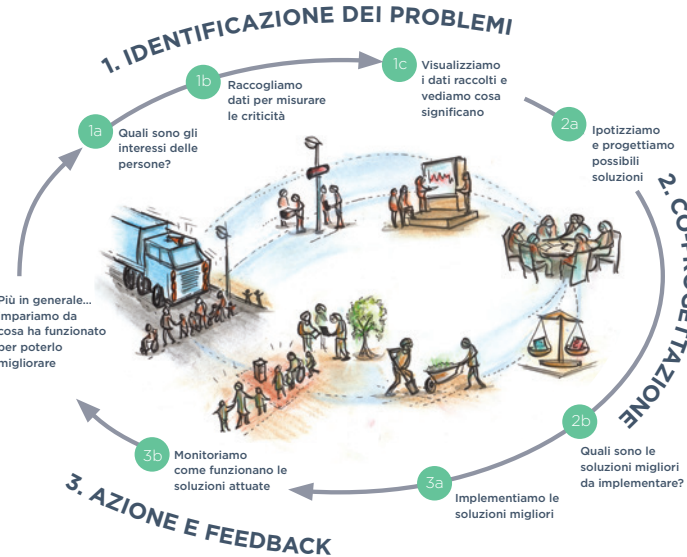 1. IDENTIFICAZIONE DEI PROBLEMI
1a
Quali sono gli
interessi delle
persone?
1b
Raccogliamo
dati per misurare
le criticità
1c
Visualizziamo
i dati raccolti e
vediamo cosa
significano
2. CO-PROGETTAZIONE
2a
Ipotizziamo
e progettiamo
possibili
soluzioni
2b
Quali sono le
soluzioni migliori
da implementare?
3. AZIONE E FEEDBACK
3a
Implementiamo le
soluzioni migliori
3b
Monitoriamo
come funzionano le
soluzioni attuate
Più in generale...
impariamo da
cosa ha funzionato
per poterlo
migliorare